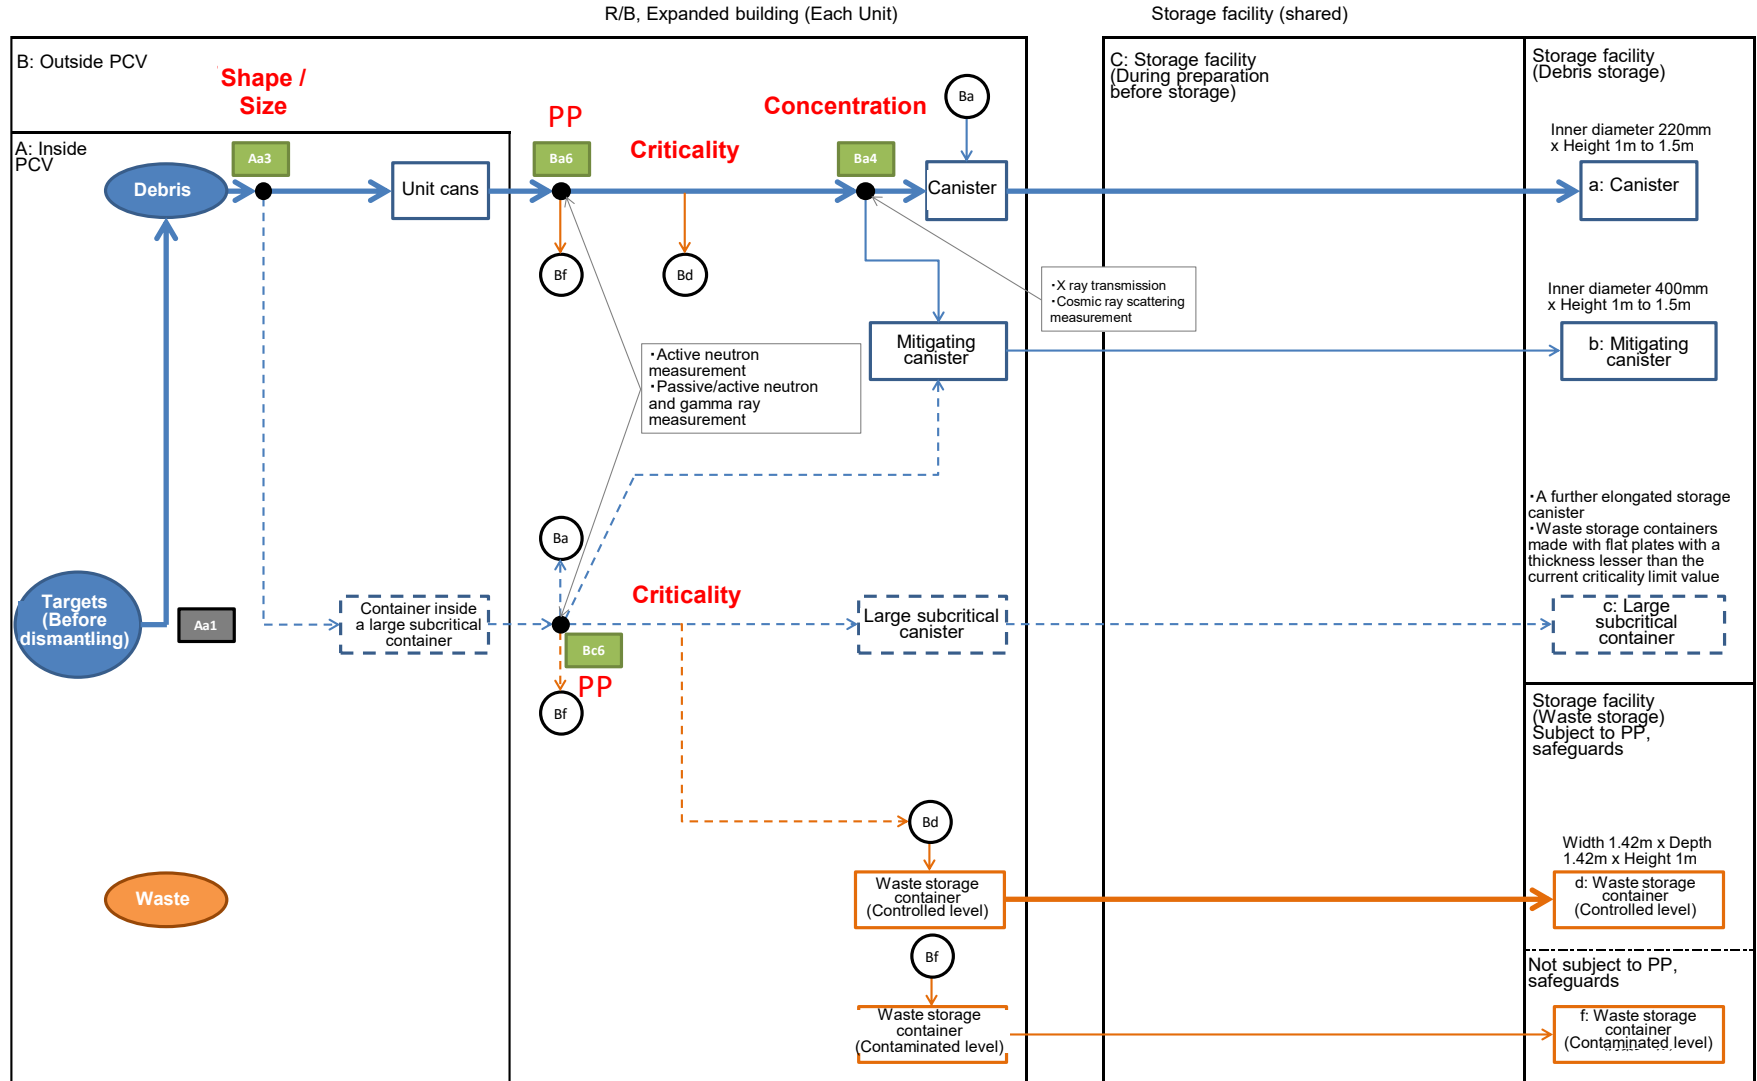 R/B, Expanded building (Each Unit)
Storage facility (shared)
B: Outside PCV
Shape /
Size
PP
Criticality
Concentration
Ba
C: Storage facility
(During preparation
before storage)
Storage facility
(Debris storage)
A: Inside
PCV
Aa3
Ba6
Ba4
Inner diameter 220mm
x Height 1m to 1.5m
Debris
Unit cans
Canister
a: Canister
Bf
Bd
・X ray transmission
・Cosmic ray scattering
measurement
Inner diameter 400mm
x Height 1m to 1.5m
Mitigating
canister
b: Mitigating
canister
・Active neutron
measurement
・Passive/active neutron
and gamma ray
measurement
・A further elongated storage
canister
・Waste storage containers
made with flat plates with a
thickness lesser than the
current criticality limit value
Ba
Criticality
Targets
(Before
dismantling)
Aa1
Container inside
a large subcritical
container
Large subcritical
canister
c: Large
subcritical
container
Bc6
PP
Bf
Storage facility
(Waste storage)
Subject to PP,
safeguards
Bd
Width 1.42m x Depth
1.42m x Height 1m
Waste
Waste storage
container
(Controlled level)
d: Waste storage
container
(Controlled level)
Bf
Not subject to PP,
safeguards
Waste storage
container
(Contaminated level)
f: Waste storage
container
(Contaminated level)